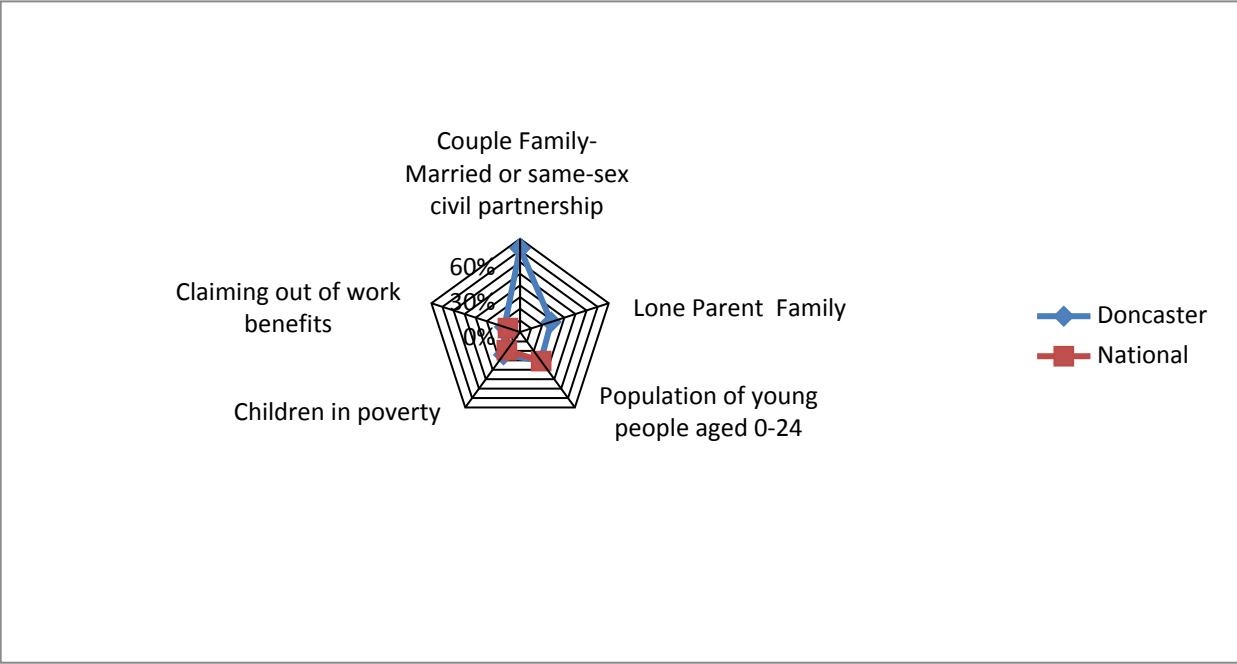 Couple Family-
Married or same-sex
civil partnership
60%
30%
0%
Claiming out of work
benefits
Lone Parent Family
Children in poverty
Population of young
people aged 0-24
Doncaster
National